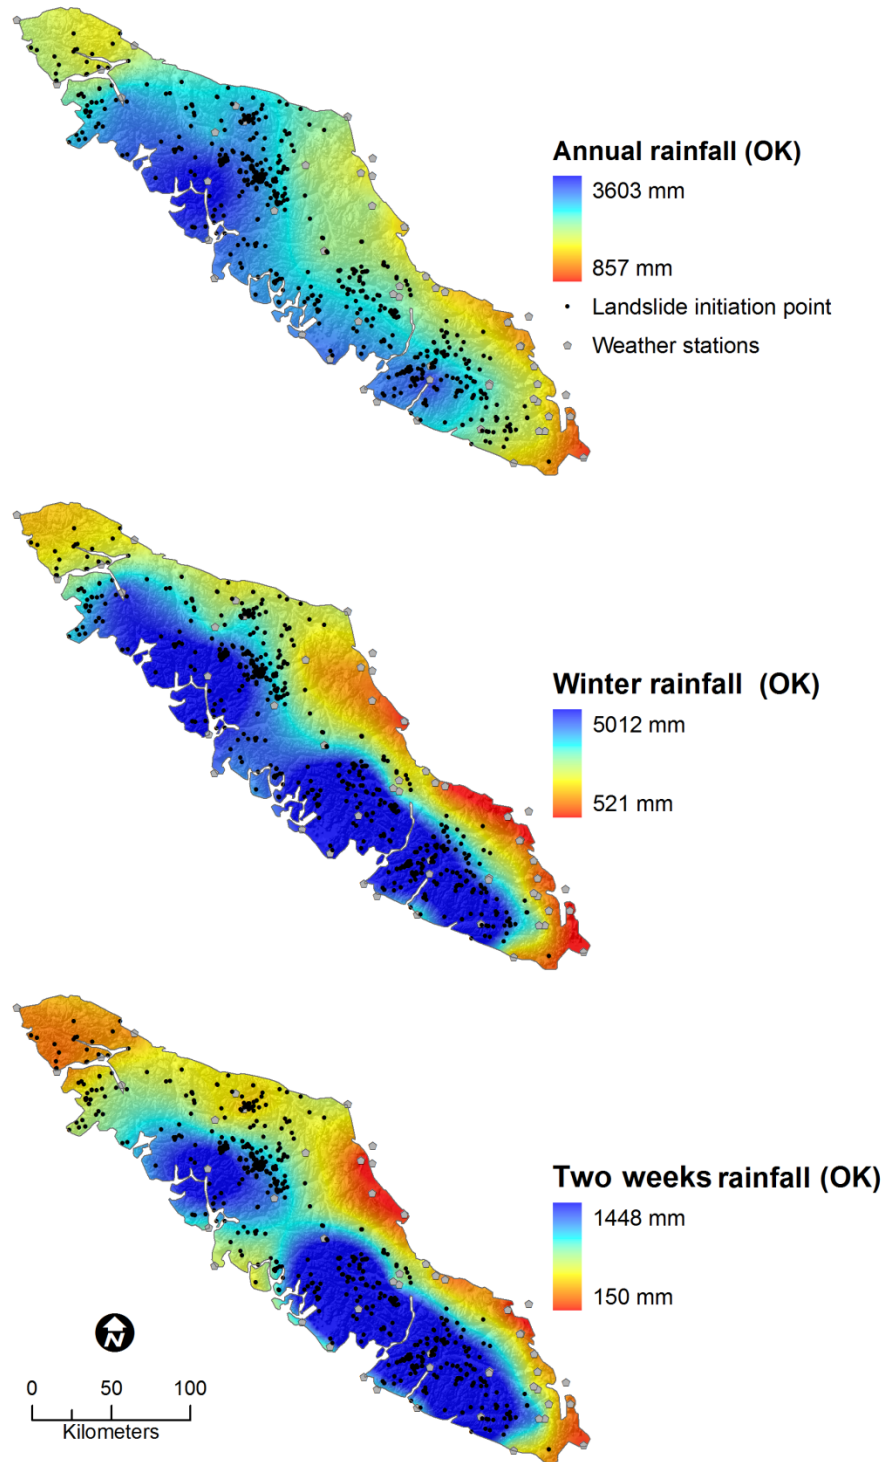 Annual rainfall (OK)
3603 mm
857 mm
Landslide initiation point
Weather stations
Winter rainfall (OK)
5012 mm
521 mm
Two weeks rainfall (OK)
1448 mm
150 mm
N
0 50 100
Kilometers